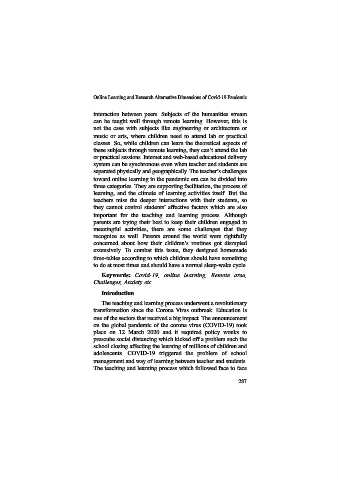 Online Learning and Research Alternative Dimensions of Covid-19 Pandemic
interaction between peers. Subjects of the humanities stream
can be taught well through remote learning. However, this is
not the case with subjects like engineering or architecture or
music or arts, where children need to attend lab or practical
classes. So, while children can learn the theoretical aspects of
these subjects through remote learning, they can't attend the lab
or practical sessions. Internet and web-based educational delivery
system can be synchronous even when teacher and students are
separated physically and geographically. The teacher's challenges
toward online learning in the pandemic era can be divided into
three categories. They are supporting facilitation, the process of
learning, and the climate of learning activities itself. But the
teachers miss the deeper interactions with their students, so
they cannot control students' affective factors which are also
important for the teaching and learning process. Although
parents are trying their best to keep their children engaged in
meaningful activities, there are some challenges that they
recognize as well. Parents around the world were rightfully
concerned about how their children's routines got disrupted
extensively. To combat this issue, they designed homemade
time-tables according to which children should have something
to do at most times and should have a normal sleep-wake cycle.
Keywords: Covid-19, online learning, Remote area,
Challenges, Anxiety etc
Introduction
The teaching and learning process underwent a revolutionary
transformation since the Corona Virus outbreak. Education is
one of the sectors that received a big impact. The announcement
on the global pandemic of the corona virus (COVID-19) took
place on 12 March 2020 and it required policy works to
prescribe social distancing which kicked off a problem such the
school closing affecting the learning of millions of children and
adolescents. COVID-19 triggered the problem of school
management and way of learning between teacher and students.
The teaching and learning process which followed face to face
287